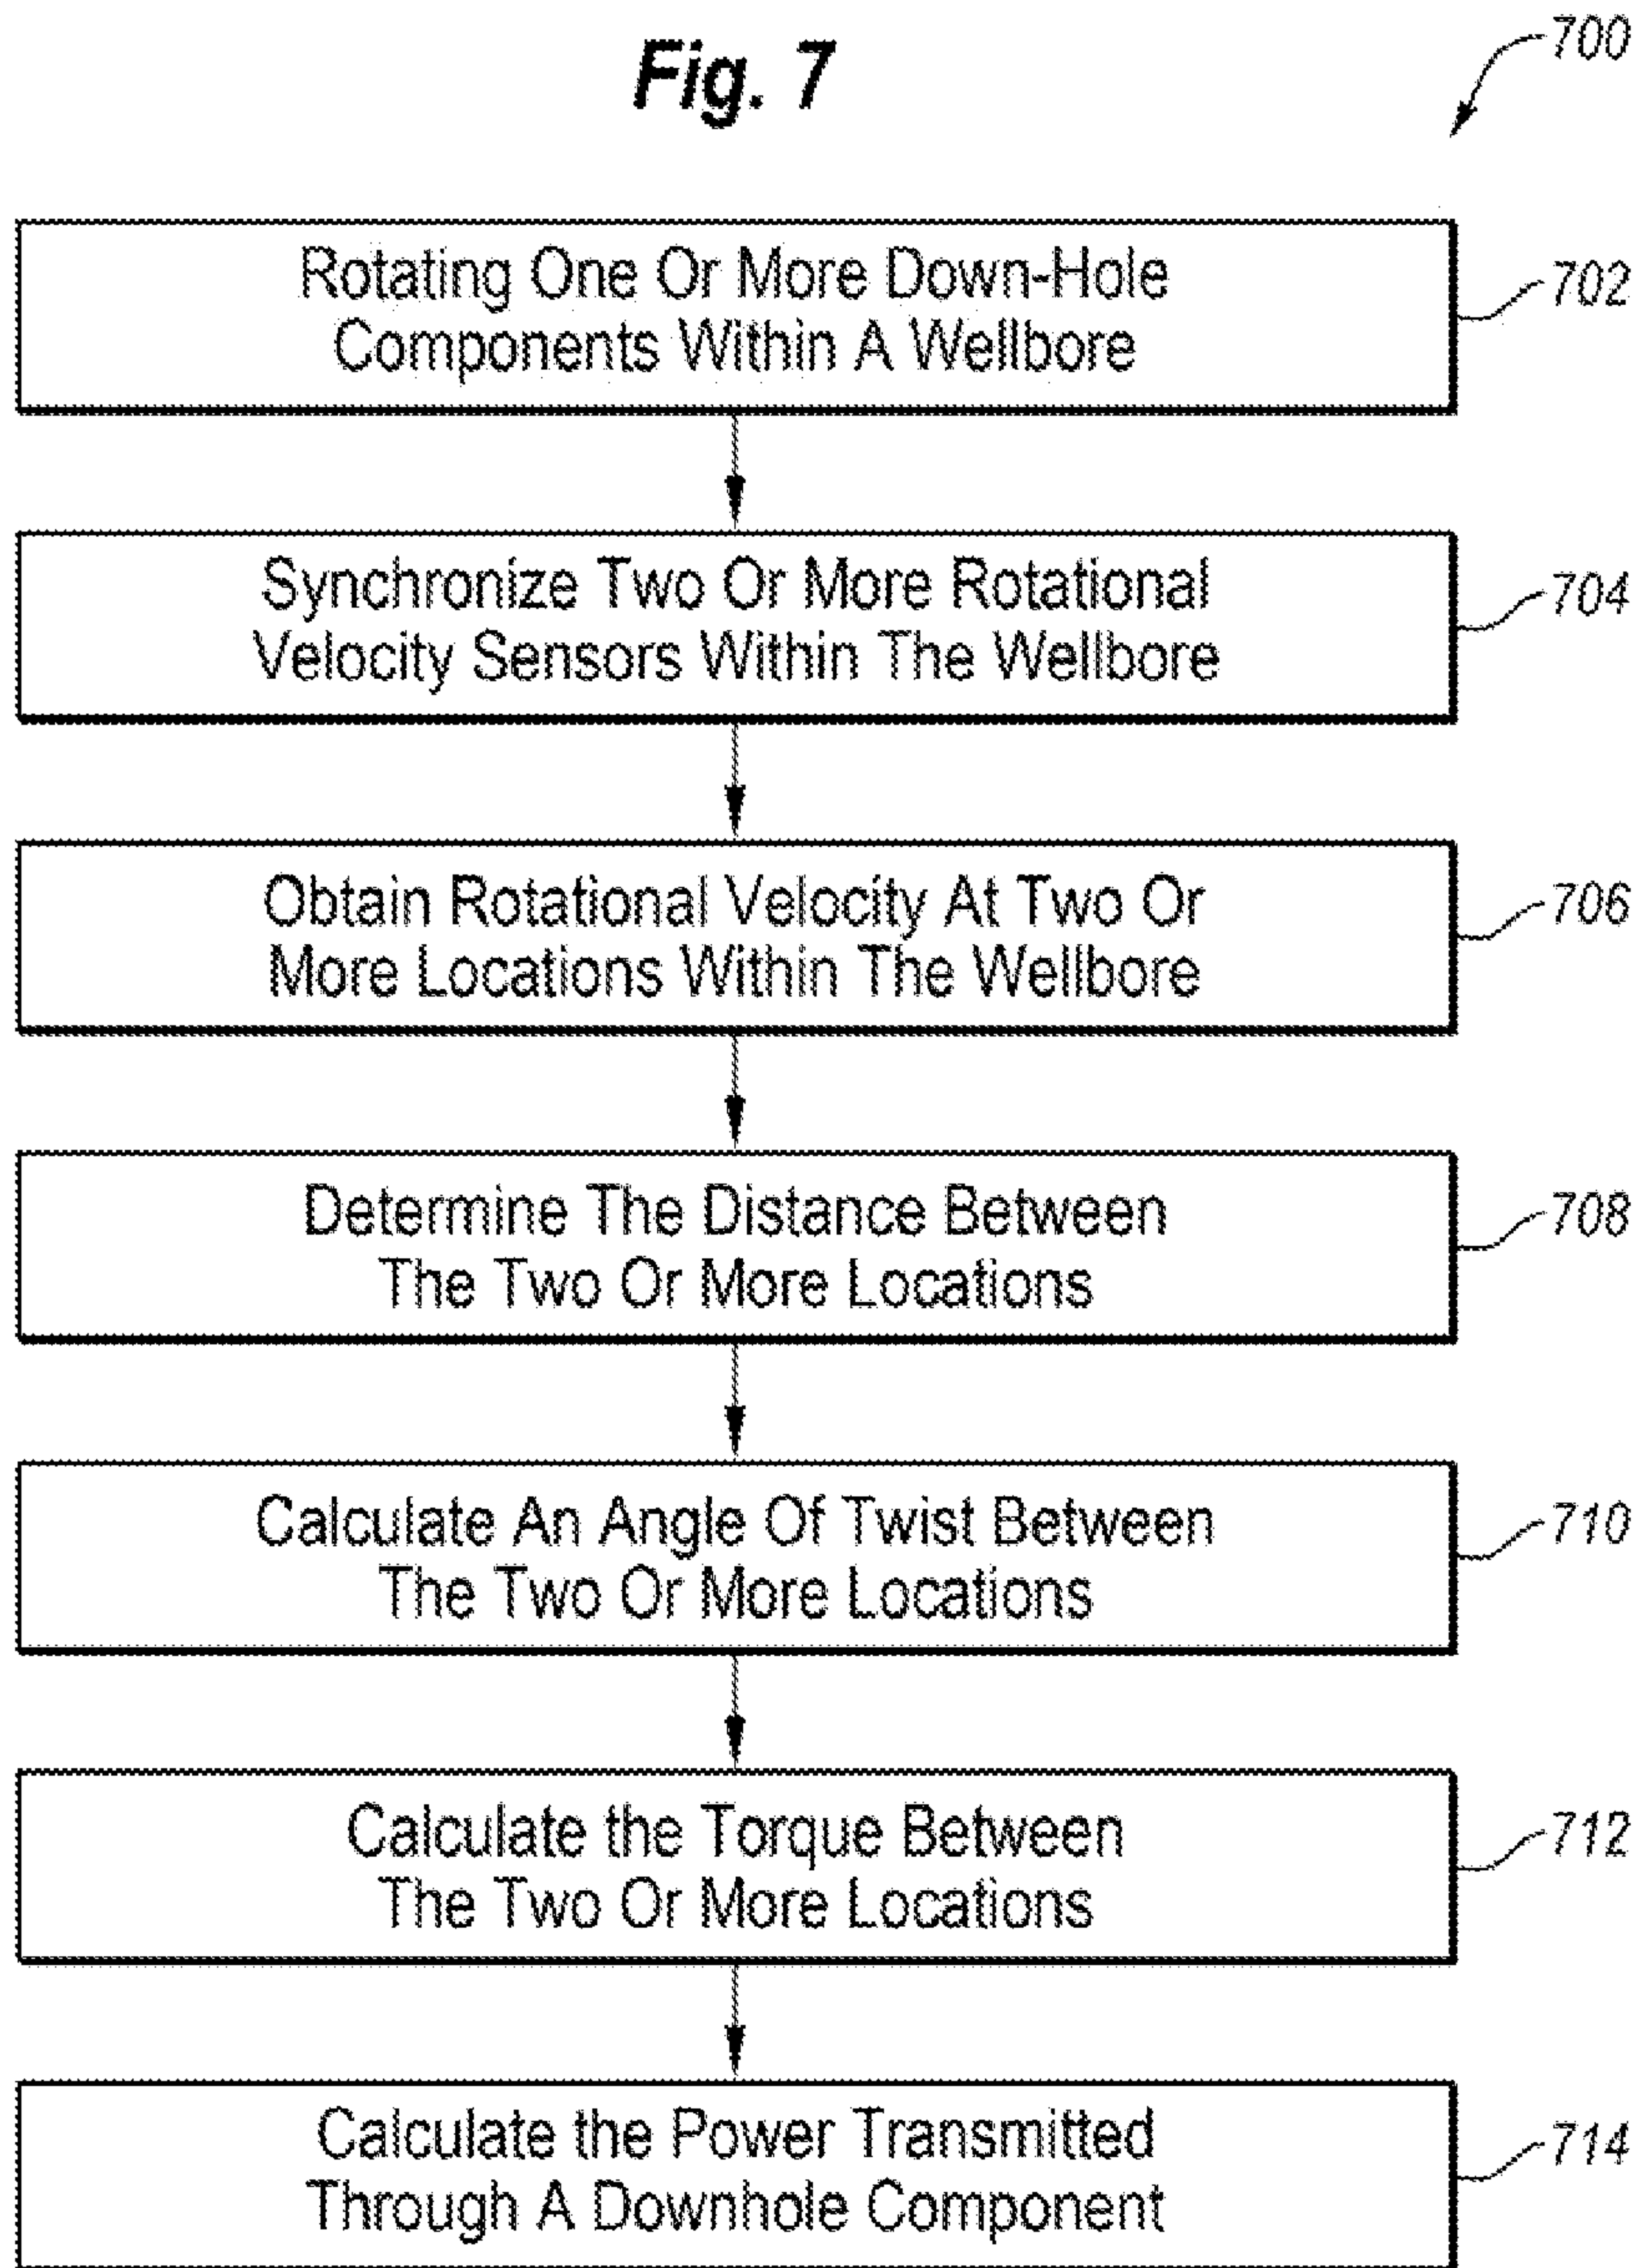 Fig. 7
700
Rotating One Or More Down-Hole
Components Within A Wellbore
702
Synchronize Two Or More Rotational
Velocity Sensors Within The Wellbore
704
Obtain Rotational Velocity At Two Or
More Locations Within The Wellbore
706
Determine The Distance Between
The Two Or More Locations
708
Calculate An Angle Of Twist Between
The Two Or More Locations
710
Calculate the Torque Between
The Two Or More Locations
712
Calculate the Power Transmitted
Through A Downhole Component
714